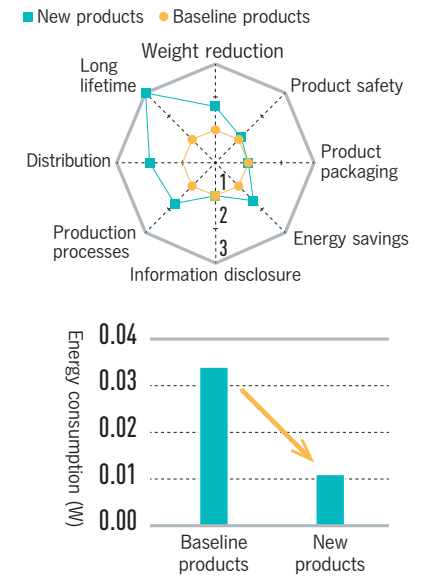 New products Baseline products
Weight reduction
Long
lifetime
Product safety
Distribution
Product
packaging
1
2
3
Production
processes
Energy savings
Information disclosure
Energy consumption (W)
0.04
0.03
0.02
0.01
0.00
Baseline
products
New
products